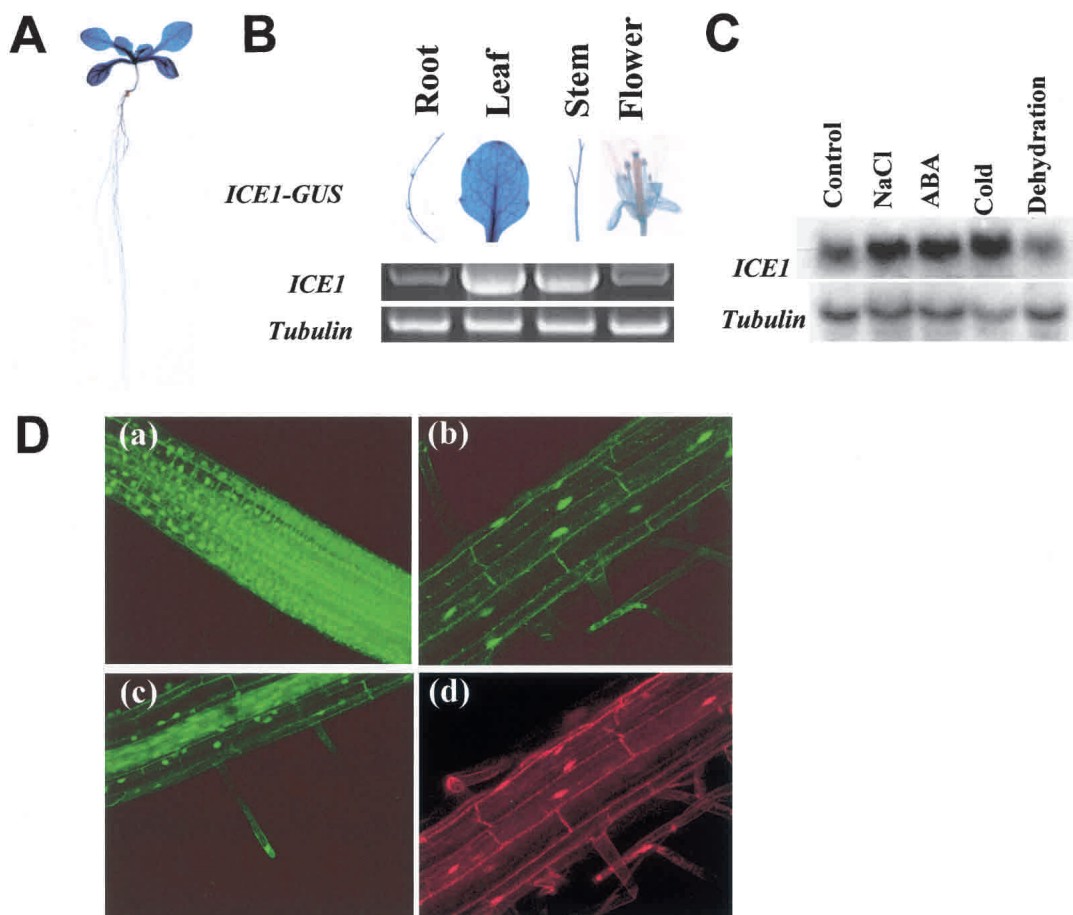 A
B
C
Root
Leaf
Stem
Flower
ICE1-GUS
ICE1
Tubulin
Control
NaCl
ABA
Cold
Dehydration
ICE1
Tubulin
D
(a)
(b)
(c)
(d)